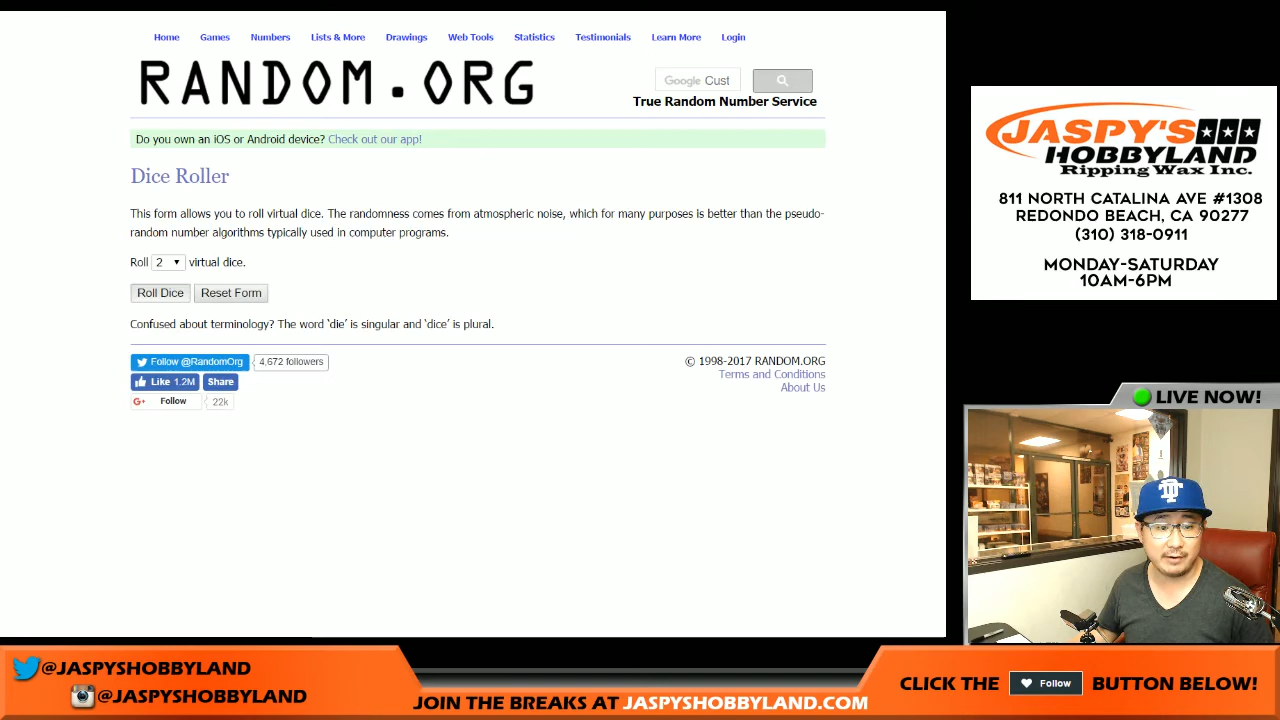 Home Games Numbers Lists & More Drawings Web Tools Statistics Testimonials Learn More Login
RANDOM.ORG
Google Cust
True Random Number Service
Do you own an iOS or Android device? Check out our app!
Dice Roller
This form allows you to roll virtual dice. The randomness comes from atmospheric noise, which for many purposes is better than the pseudo-
random number algorithms typically used in computer programs.
Roll 2 virtual dice.
Roll Dice Reset Form
Confused about terminology? The word ‘die’ is singular and ‘dice’ is plural.
Follow @RandomOrg 4,672 followers
Like 1.2M Share
G+ Follow 22k
© 1998-2017 RANDOM.ORG
Terms and Conditions
About Us
JASPY'S
HOBBYLAND
Ripping Wax Inc.
811 NORTH CATALINA AVE #1308
REDONDO BEACH, CA 90277
(310) 318-0911
MONDAY-SATURDAY
10AM-6PM
LIVE NOW!
@JASPYSHOBBYLAND
@JASPYSHOBBYLAND
JOIN THE BREAKS AT JASPYSHOBBYLAND.COM
CLICK THE Follow BUTTON BELOW!